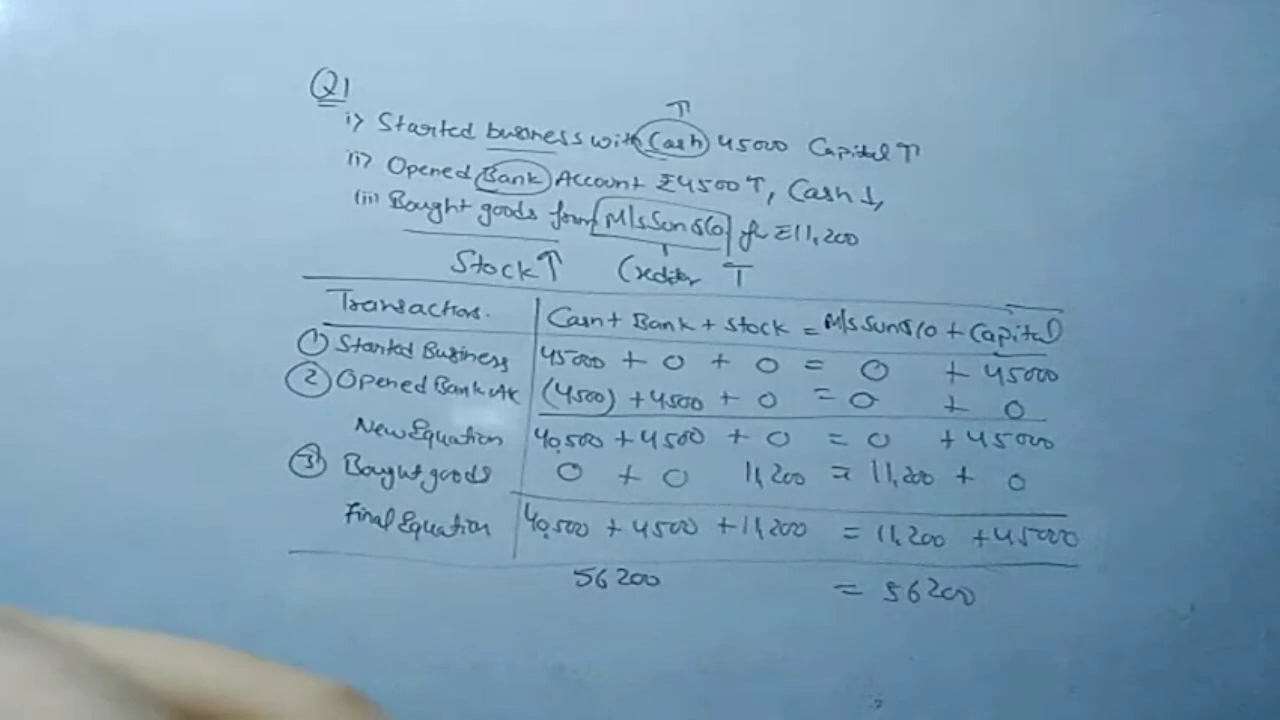 Q1
↑
i) Started business with Cash 45000 Capital ↑
ii) Opened Bank Account ₹4500 ↑, Cash ↓,
(iii) Bought goods form M/s Sun & Co for ₹11,200
Stock ↑ Creditor ↑
Transactions. Cash + Bank + Stock = M/s Sun & Co + Capital
① Started Business 45000 + 0 + 0 = 0 + 45000
② Opened Bank A/c (4500) + 4500 + 0 = 0 + 0
New Equation 40,500 + 4500 + 0 = 0 + 45000
③ Bought goods 0 + 0 11,200 = 11,200 + 0
Final Equation 40,500 + 4500 + 11,200 = 11,200 + 45000
56200 = 56200